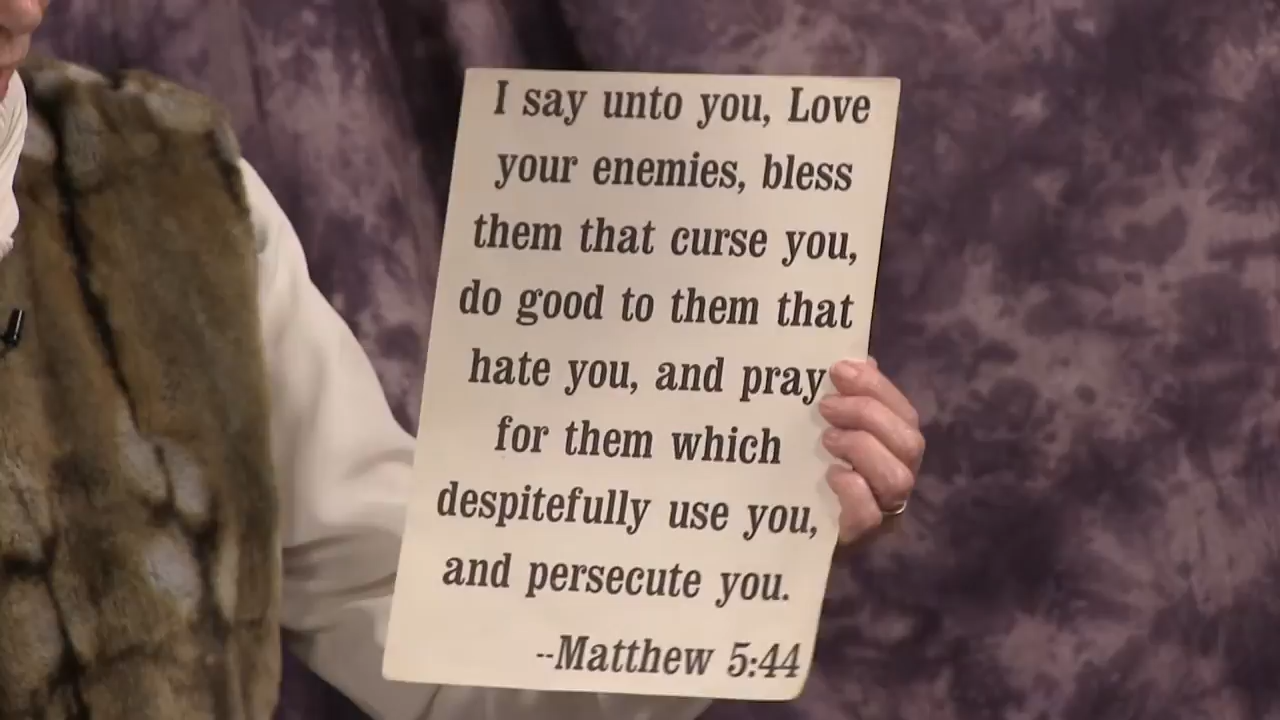 I say unto you, Love
your enemies, bless
them that curse you,
do good to them that
hate you, and pray
for them which
despitefully use you,
and persecute you.
--Matthew 5:44